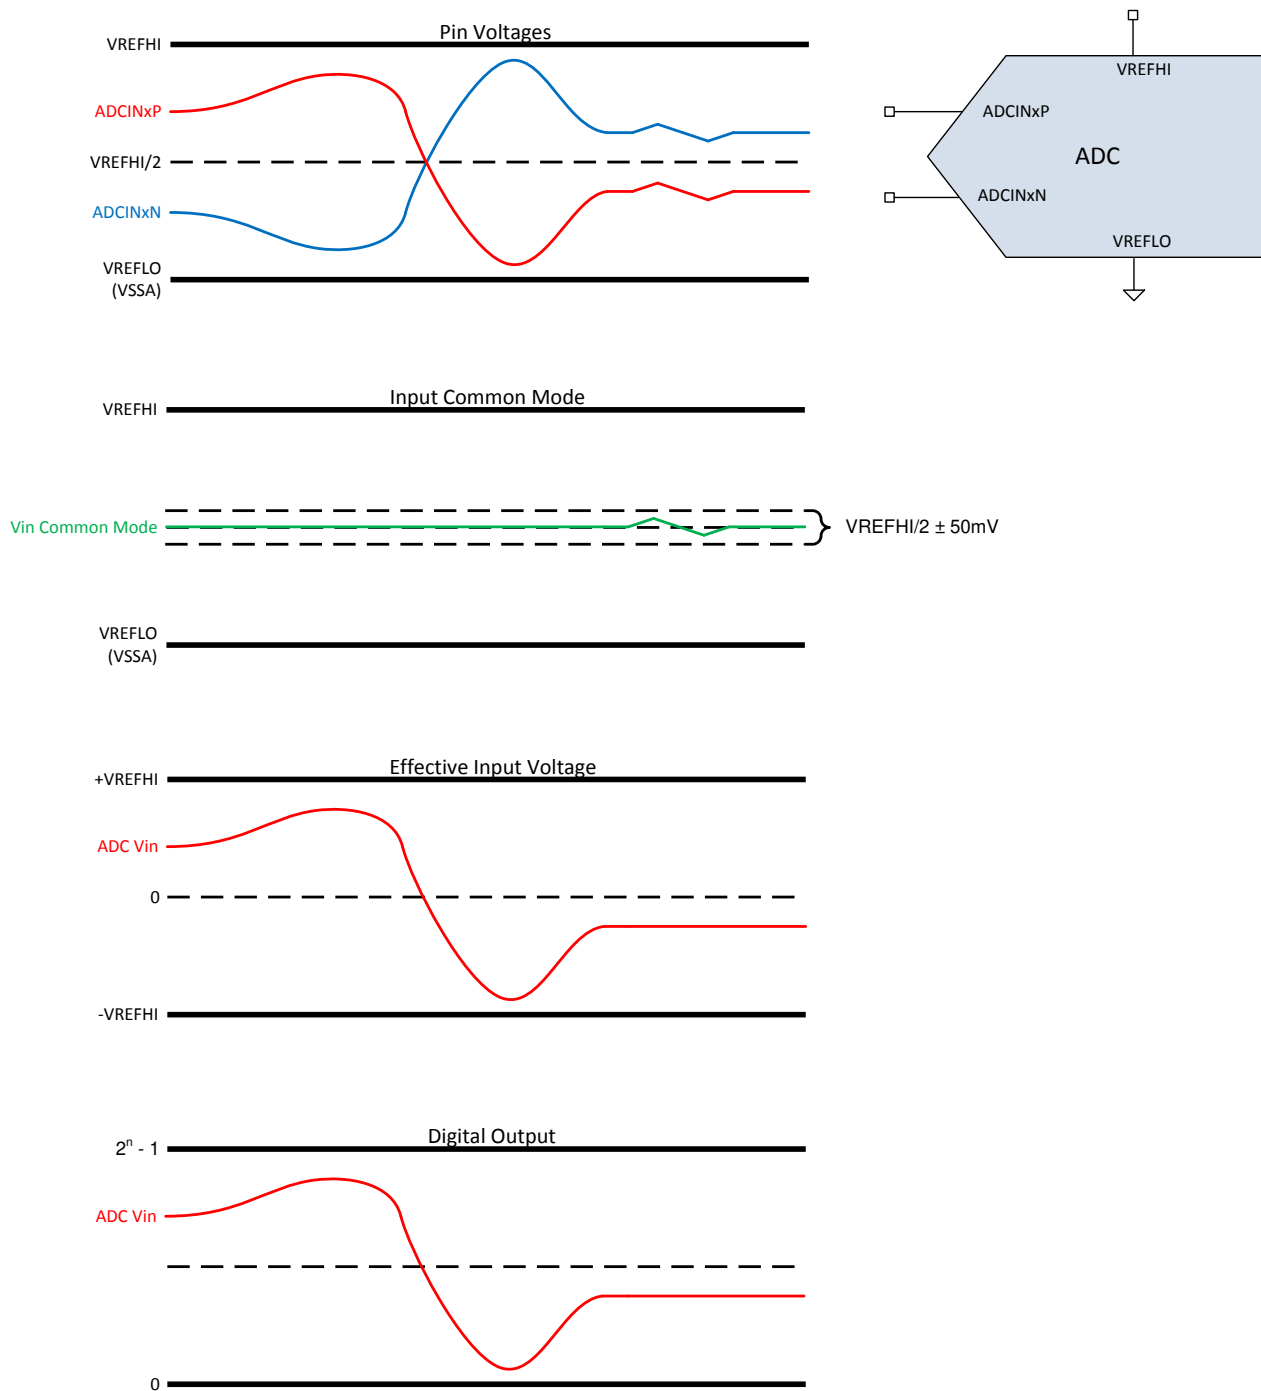 Pin Voltages
VREFHI
ADCINxP
VREFHI/2
ADCINxN
VREFLO
(VSSA)
VREFHI
ADCINxP
ADC
ADCINxN
VREFLO
Input Common Mode
VREFHI
Vin Common Mode
VREFHI/2 ± 50mV
VREFLO
(VSSA)
Effective Input Voltage
+VREFHI
ADC Vin
0
-VREFHI
Digital Output
2ⁿ - 1
ADC Vin
0